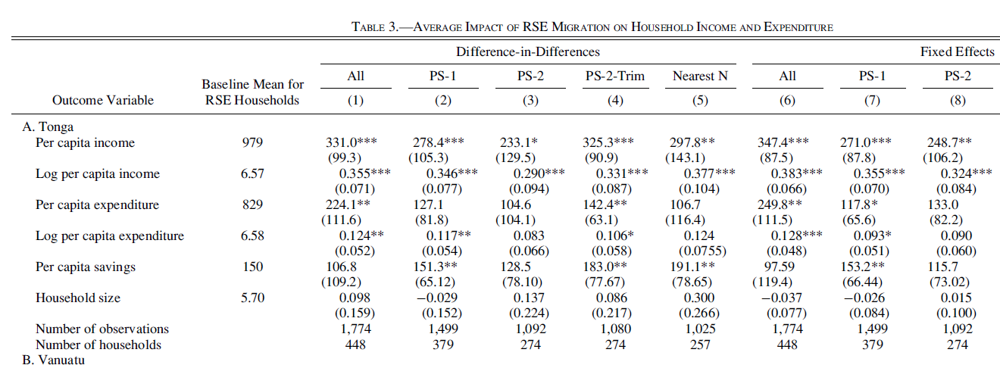 TABLE 3.—AVERAGE IMPACT OF RSE MIGRATION ON HOUSEHOLD INCOME AND EXPENDITURE
Difference-in-Differences Fixed Effects
All PS-1 PS-2 PS-2-Trim Nearest N All PS-1 PS-2
Baseline Mean for
Outcome Variable RSE Households (1) (2) (3) (4) (5) (6) (7) (8)
A. Tonga
Per capita income 979 331.0*** 278.4*** 233.1* 325.3*** 297.8** 347.4*** 271.0*** 248.7**
(99.3) (105.3) (129.5) (90.9) (143.1) (87.5) (87.8) (106.2)
Log per capita income 6.57 0.355*** 0.346*** 0.290*** 0.331*** 0.377*** 0.383*** 0.355*** 0.324***
(0.071) (0.077) (0.094) (0.087) (0.104) (0.066) (0.070) (0.084)
Per capita expenditure 829 224.1** 127.1 104.6 142.4** 106.7 249.8** 117.8* 133.0
(111.6) (81.8) (104.1) (63.1) (116.4) (111.5) (65.6) (82.2)
Log per capita expenditure 6.58 0.124** 0.117** 0.083 0.106* 0.124 0.128*** 0.093* 0.090
(0.052) (0.054) (0.066) (0.058) (0.0755) (0.048) (0.051) (0.060)
Per capita savings 150 106.8 151.3** 128.5 183.0** 191.1** 97.59 153.2** 115.7
(109.2) (65.12) (78.10) (77.67) (78.65) (119.4) (66.44) (73.02)
Household size 5.70 0.098 −0.029 0.137 0.086 0.300 −0.037 −0.026 0.015
(0.159) (0.152) (0.224) (0.217) (0.266) (0.077) (0.084) (0.100)
Number of observations 1,774 1,499 1,092 1,080 1,025 1,774 1,499 1,092
Number of households 448 379 274 274 257 448 379 274
B. Vanuatu